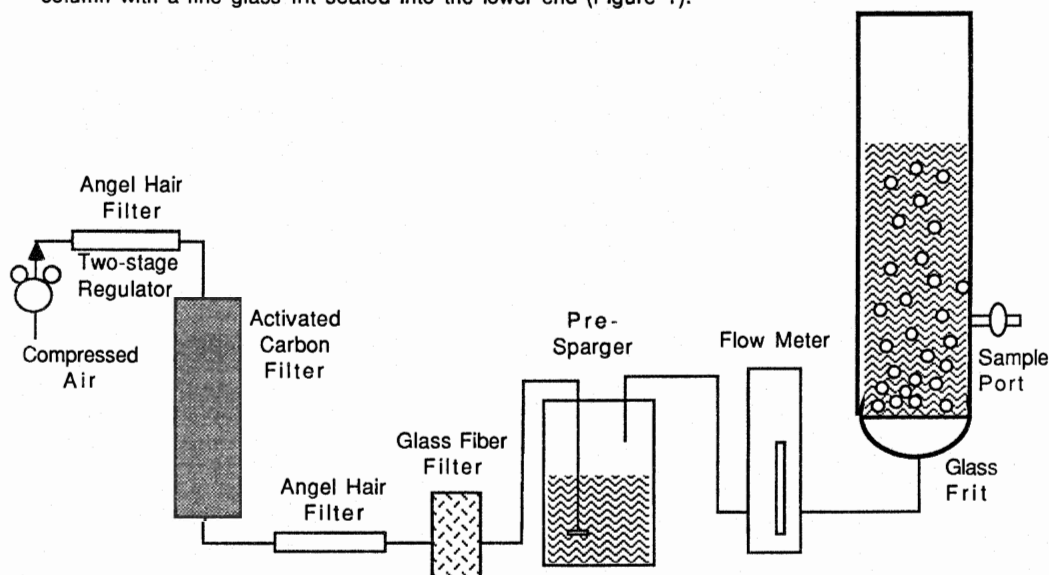 column with a fine glass frit sealed into the lower end (Figure 1).
Angel Hair
Filter
Two-stage
Regulator
Compressed
Air
Activated
Carbon
Filter
Angel Hair
Filter
Glass Fiber
Filter
Pre-
Sparger
Flow Meter
Sample
Port
Glass
Frit